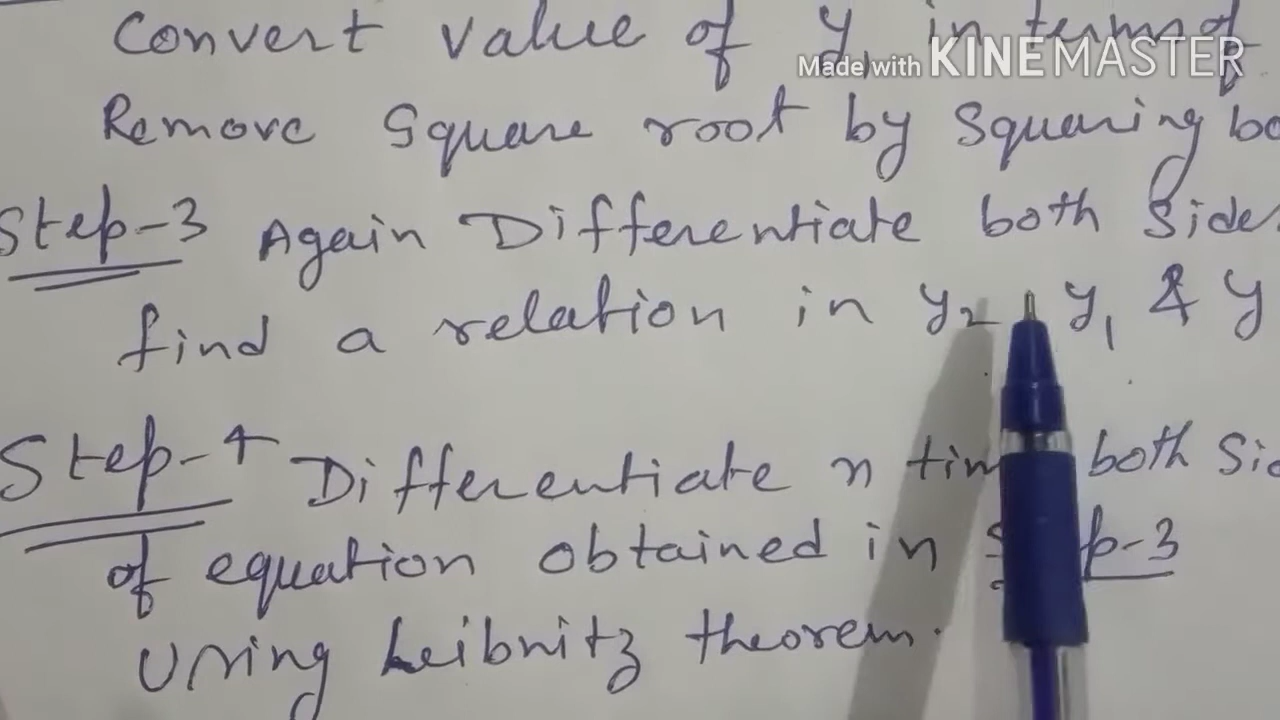 Convert value of y1 in terms of
Made with KINEMASTER
Remove Square root by Squaring bo
Step-3 Again Differentiate both Side
find a relation in y2 y1 & y
Step-4 Differentiate n tim both Si
of equation obtained in S p-3
Using Leibnitz theorem.